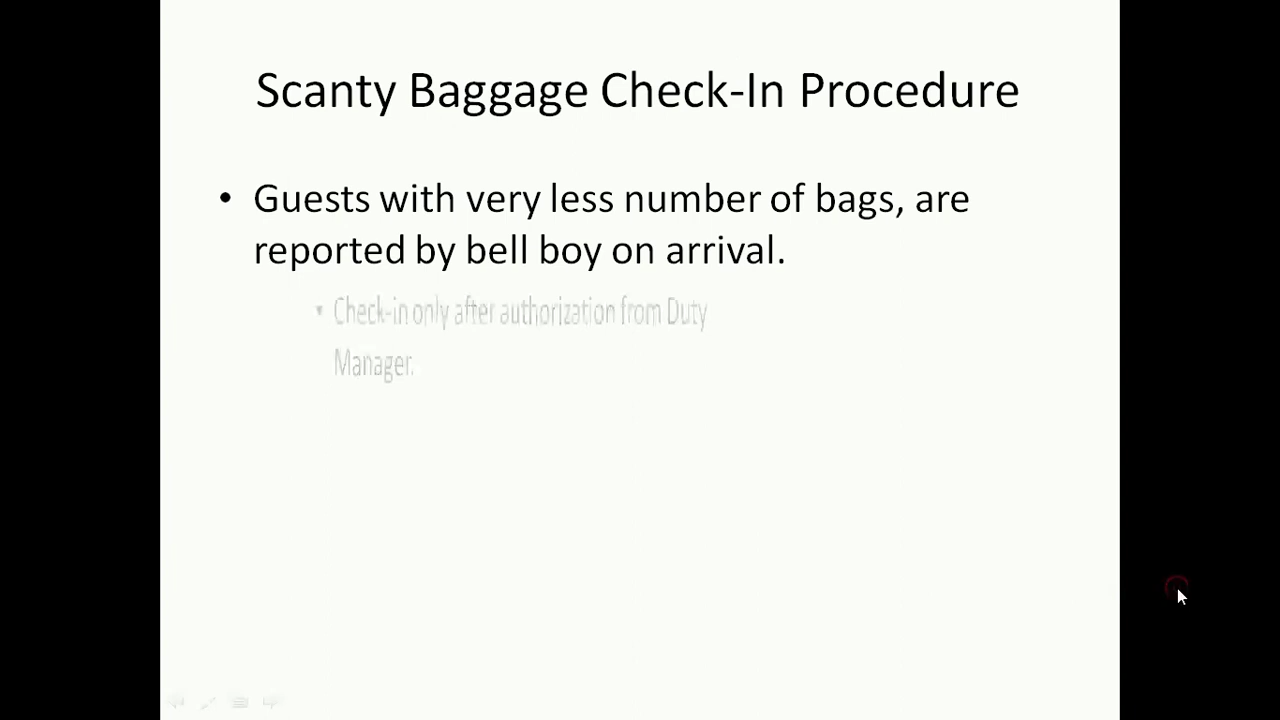 Scanty Baggage Check-In Procedure
• Guests with very less number of bags, are
reported by bell boy on arrival.
• Check-in only after authorization from Duty
Manager.